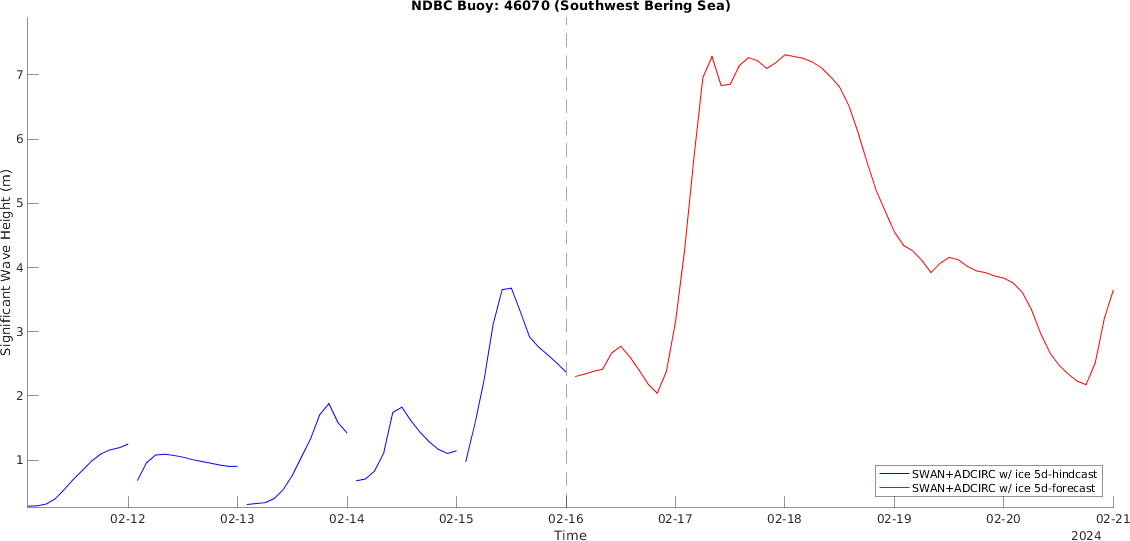 NDBC Buoy: 46070 (Southwest Bering Sea)
Significant Wave Height (m)
7
6
5
4
3
2
1
SWAN+ADCIRC w/ ice 5d-hindcast
SWAN+ADCIRC w/ ice 5d-forecast
02-12 02-13 02-14 02-15 02-16 02-17 02-18 02-19 02-20 02-21
Time
2024